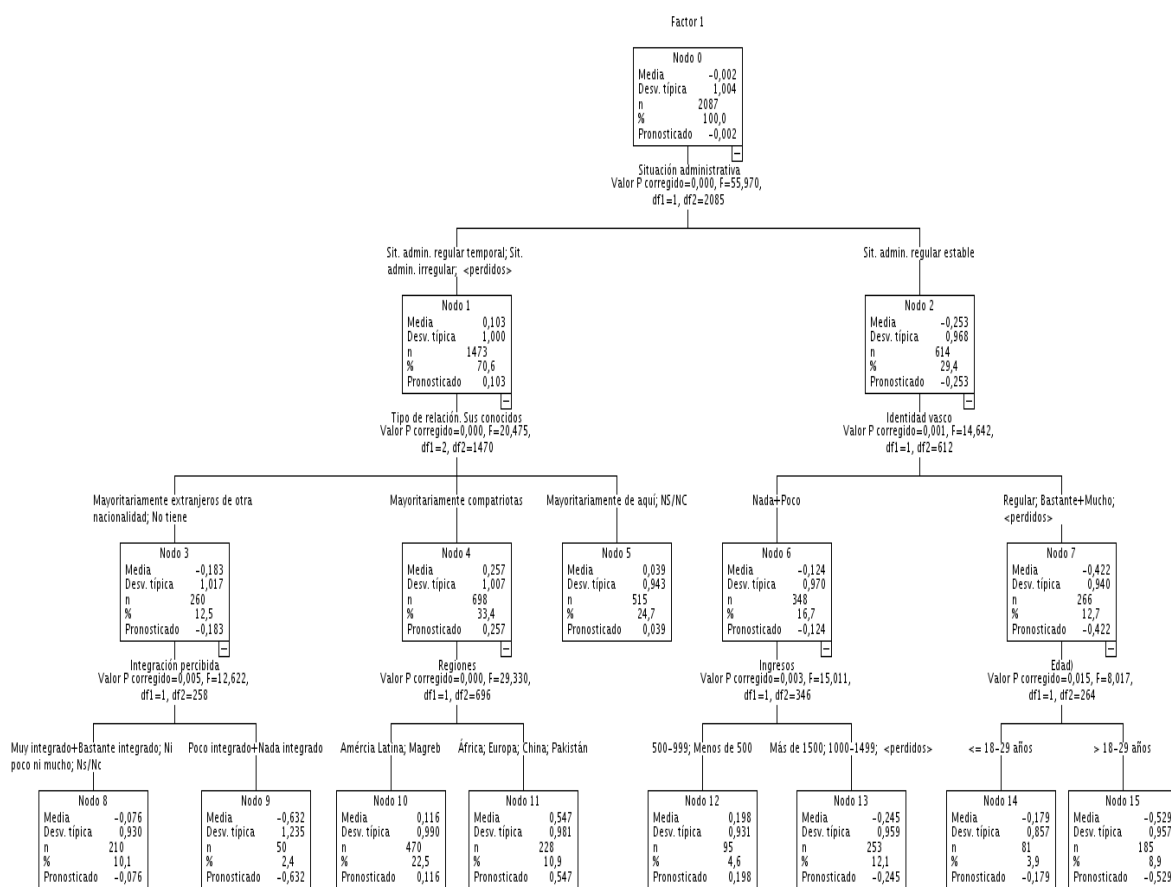 Factor 1
Nodo 0
Media −0,002
Desv. típica 1,004
n 2087
% 100,0
Pronosticado −0,002
Situación administrativa
Valor P corregido=0,000, F=55,970,
df1=1, df2=2085
Sit. admin. regular temporal; Sit.
admin. irregular; <perdidos>
Sit. admin. regular estable
Nodo 1
Media 0,103
Desv. típica 1,000
n 1473
% 70,6
Pronosticado 0,103
Nodo 2
Media −0,253
Desv. típica 0,968
n 614
% 29,4
Pronosticado −0,253
Tipo de relación. Sus conocidos
Valor P corregido=0,000, F=20,475,
df1=2, df2=1470
Identidad vasco
Valor P corregido=0,001, F=14,642,
df1=1, df2=612
Mayoritariamente extranjeros de otra
nacionalidad; No tiene
Mayoritariamente compatriotas
Mayoritariamente de aquí; NS/NC
Nada+Poco
Regular; Bastante+Mucho;
<perdidos>
Nodo 3
Media −0,183
Desv. típica 1,017
n 260
% 12,5
Pronosticado −0,183
Nodo 4
Media 0,257
Desv. típica 1,007
n 698
% 33,4
Pronosticado 0,257
Nodo 5
Media 0,039
Desv. típica 0,943
n 515
% 24,7
Pronosticado 0,039
Nodo 6
Media −0,124
Desv. típica 0,970
n 348
% 16,7
Pronosticado −0,124
Nodo 7
Media −0,422
Desv. típica 0,940
n 266
% 12,7
Pronosticado −0,422
Integración percibida
Valor P corregido=0,005, F=12,622,
df1=1, df2=258
Regiones
Valor P corregido=0,000, F=29,330,
df1=1, df2=696
Ingresos
Valor P corregido=0,003, F=15,011,
df1=1, df2=346
Edad)
Valor P corregido=0,015, F=8,017,
df1=1, df2=264
Muy integrado+Bastante integrado; Ni
poco ni mucho; Ns/Nc
Poco integrado+Nada integrado
Amércia Latina; Magreb
África; Europa; China; Pakistán
500−999; Menos de 500
Más de 1500; 1000−1499; <perdidos>
<= 18−29 años
> 18−29 años
Nodo 8
Media −0,076
Desv. típica 0,930
n 210
% 10,1
Pronosticado −0,076
Nodo 9
Media −0,632
Desv. típica 1,235
n 50
% 2,4
Pronosticado −0,632
Nodo 10
Media 0,116
Desv. típica 0,990
n 470
% 22,5
Pronosticado 0,116
Nodo 11
Media 0,547
Desv. típica 0,981
n 228
% 10,9
Pronosticado 0,547
Nodo 12
Media 0,198
Desv. típica 0,931
n 95
% 4,6
Pronosticado 0,198
Nodo 13
Media −0,245
Desv. típica 0,959
n 253
% 12,1
Pronosticado −0,245
Nodo 14
Media −0,179
Desv. típica 0,857
n 81
% 3,9
Pronosticado −0,179
Nodo 15
Media −0,529
Desv. típica 0,957
n 185
% 8,9
Pronosticado −0,529